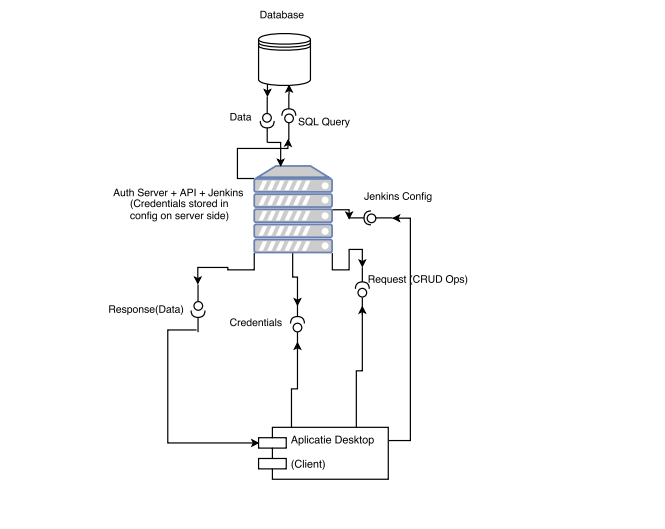 Database
Data
SQL Query
Auth Server + API + Jenkins
(Credentials stored in
config on server side)
Jenkins Config
Request (CRUD Ops)
Response(Data)
Credentials
Aplicatie Desktop
(Client)